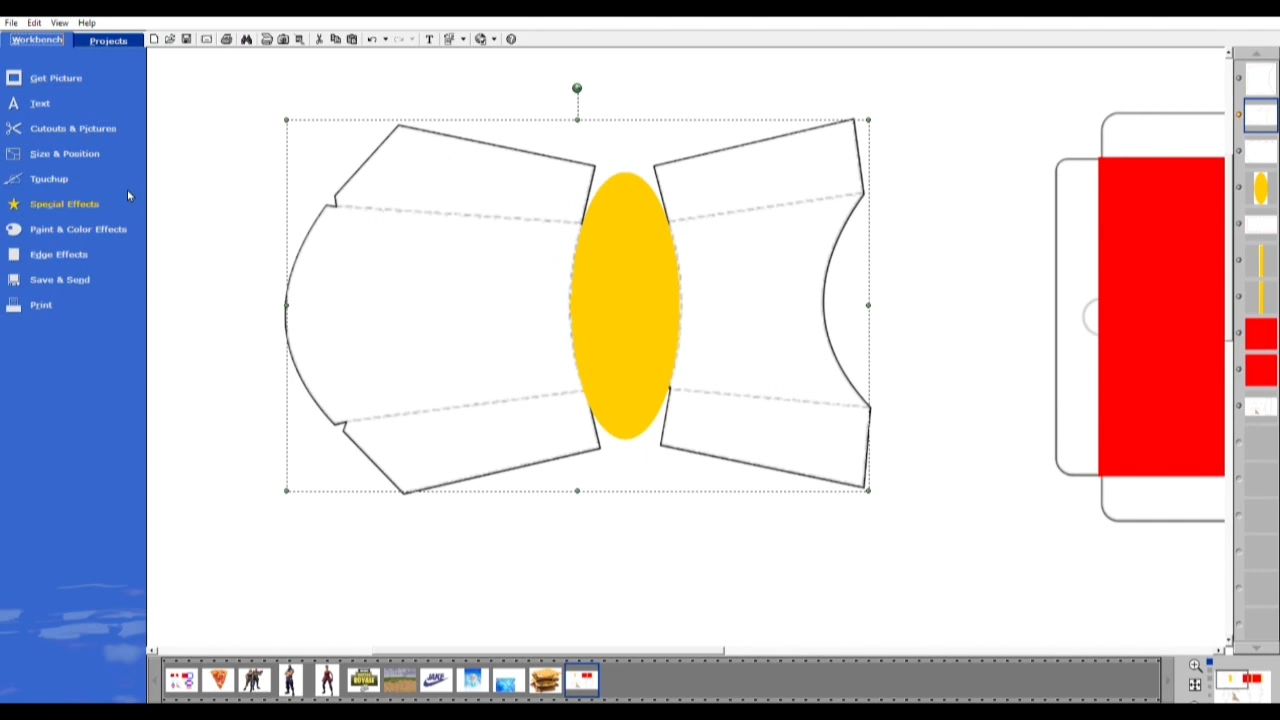 File Edit View Help
Workbench Projects
Get Picture
Text
Cutouts & Pictures
Size & Position
Touchup
Special Effects
Paint & Color Effects
Edge Effects
Save & Send
Print
T
JAKE